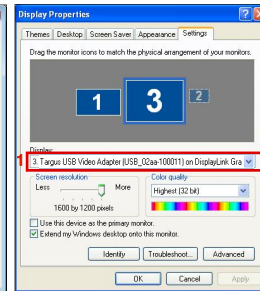 Display Properties
Themes Desktop Screen Saver Appearance Settings
Drag the monitor icons to match the physical arrangement of your monitors.
1 3 2
Display:
1
3. Targus USB Video Adapter (USB_02aa-100011) on DisplayLink Gra
Screen resolution Color quality
Less More Highest (32 bit)
1600 by 1200 pixels
Use this device as the primary monitor.
Extend my Windows desktop onto this monitor.
Identify Troubleshoot... Advanced
OK Cancel Apply